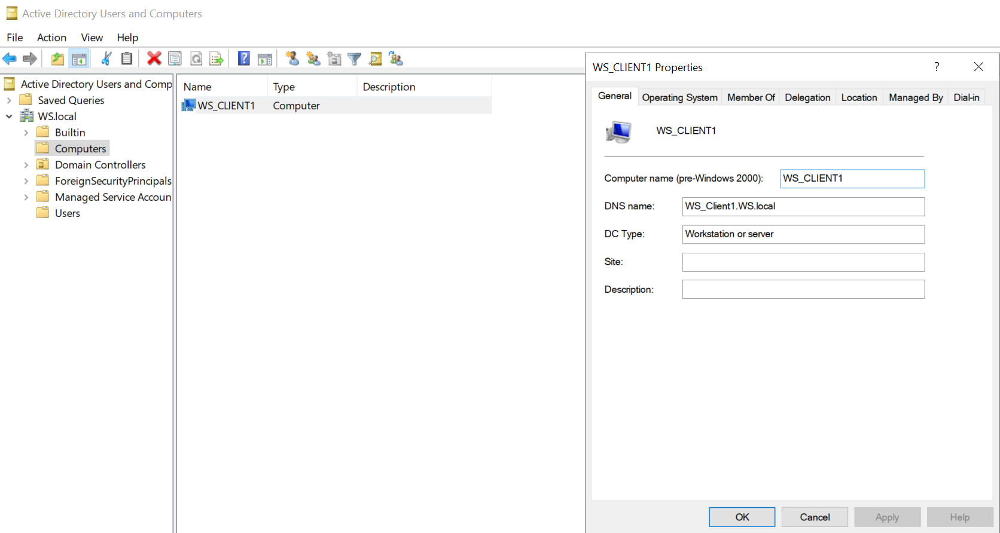 Active Directory Users and Computers
File Action View Help
Active Directory Users and Comp
Saved Queries
WS.local
Builtin
Computers
Domain Controllers
ForeignSecurityPrincipals
Managed Service Accoun
Users
Name Type Description
WS_CLIENT1 Computer
WS_CLIENT1 Properties
General Operating System Member Of Delegation Location Managed By Dial-in
WS_CLIENT1
Computer name (pre-Windows 2000): WS_CLIENT1
DNS name: WS_Client1.WS.local
DC Type: Workstation or server
Site:
Description:
OK Cancel Apply Help